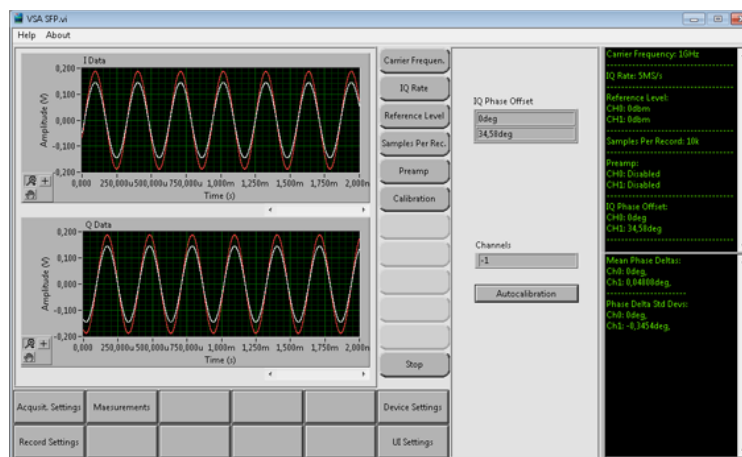 VSA SFP.vi
Help About
I Data
0,200
0,100
-0,100
-0,200
Amplitude (V)
0,000 250,000u 500,000u 750,000u 1,000m 1,250m 1,500m 1,750m 2,000m
Time (s)
Q Data
0,200
0,100
0,000
-0,100
-0,200
Amplitude (V)
0,000 250,000u 500,000u 750,000u 1,000m 1,250m 1,500m 1,750m 2,000m
Time (s)
Carrier Frequen.
IQ Rate
Reference Level
Samples Per Rec.
Preamp
Calibration
Stop
IQ Phase Offset
0deg
34,58deg
Channels
-1
Autocalibration
Carrier Frequency: 1GHz
IQ Rate: 5MS/s
Reference Level:
CH0: 0dbm
CH1: 0dbm
Samples Per Record: 10k
Preamp:
CH0: Disabled
CH1: Disabled
IQ Phase Offset:
CH0: 0deg
CH1: 34,58deg
Mean Phase Deltas:
Ch0: 0deg,
Ch1: 0,04808deg,
Phase Delta Std Devs:
Ch0: 0deg,
Ch1: -0,3454deg,
Acqusit. Settings
Maesurements
Device Settings
Record Settings
UI Settings